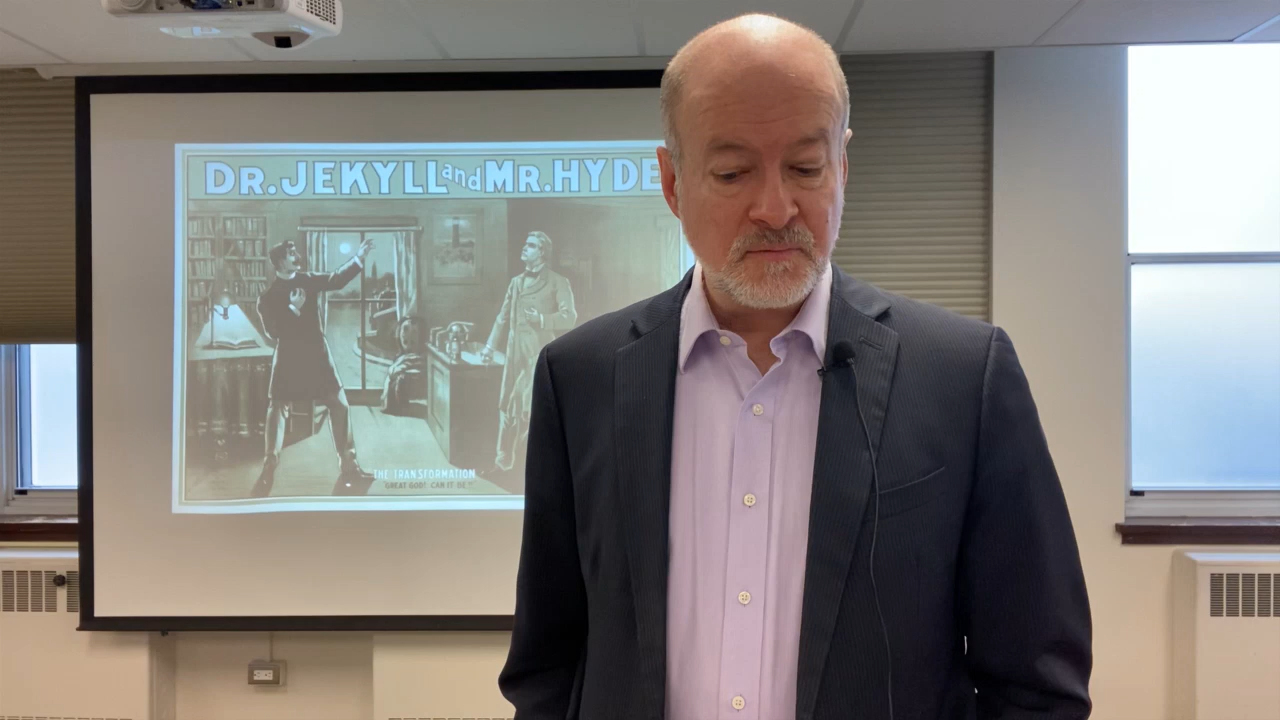 DR. JEKYLL and MR. HYDE
THE TRANSFORMATION
"GREAT GOD! CAN IT BE"